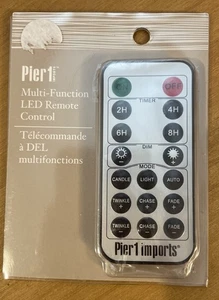 Pier 1
Multi-Function
LED Remote
Control
Télécommande
à DEL
multifonctions
OFF
TIMER
2H 4H
6H 8H
DIM
MODE
CANDLE LIGHT AUTO
TWINKLE + CHASE + FADE +
TWINKLE - CHASE - FADE -
Pier 1 imports®